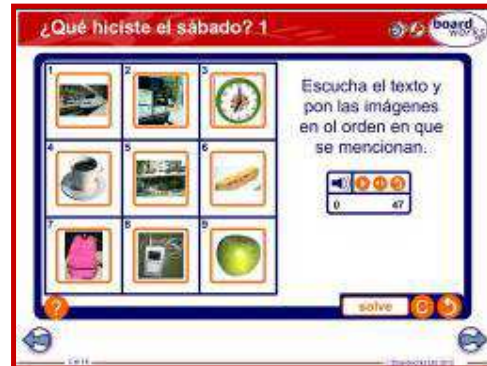 ¿Qué hiciste el sábado? 1
board
works
1
2
3
4
5
6
7
8
9
Escucha el texto y
pon las imágenes
en el orden en que
se mencionan.
0
47
?
solve